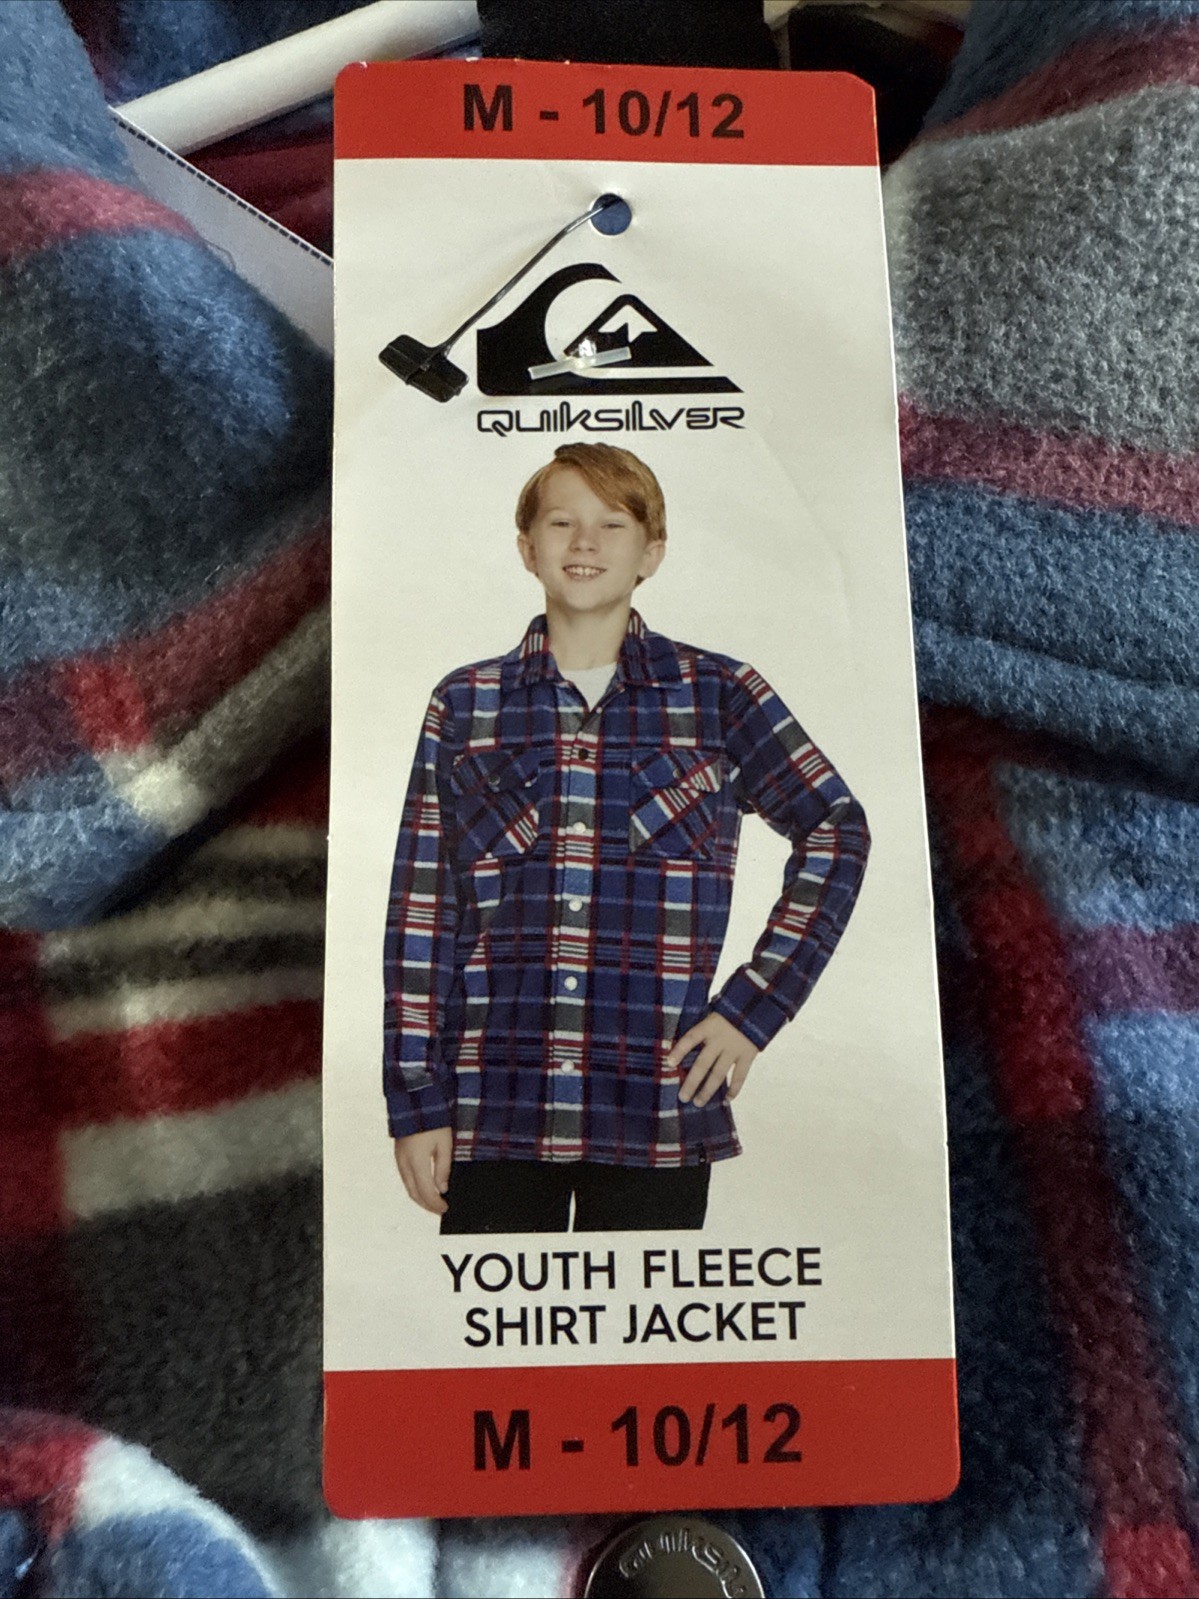 M - 10/12
QUIKSILVER
YOUTH FLEECE
SHIRT JACKET
M - 10/12